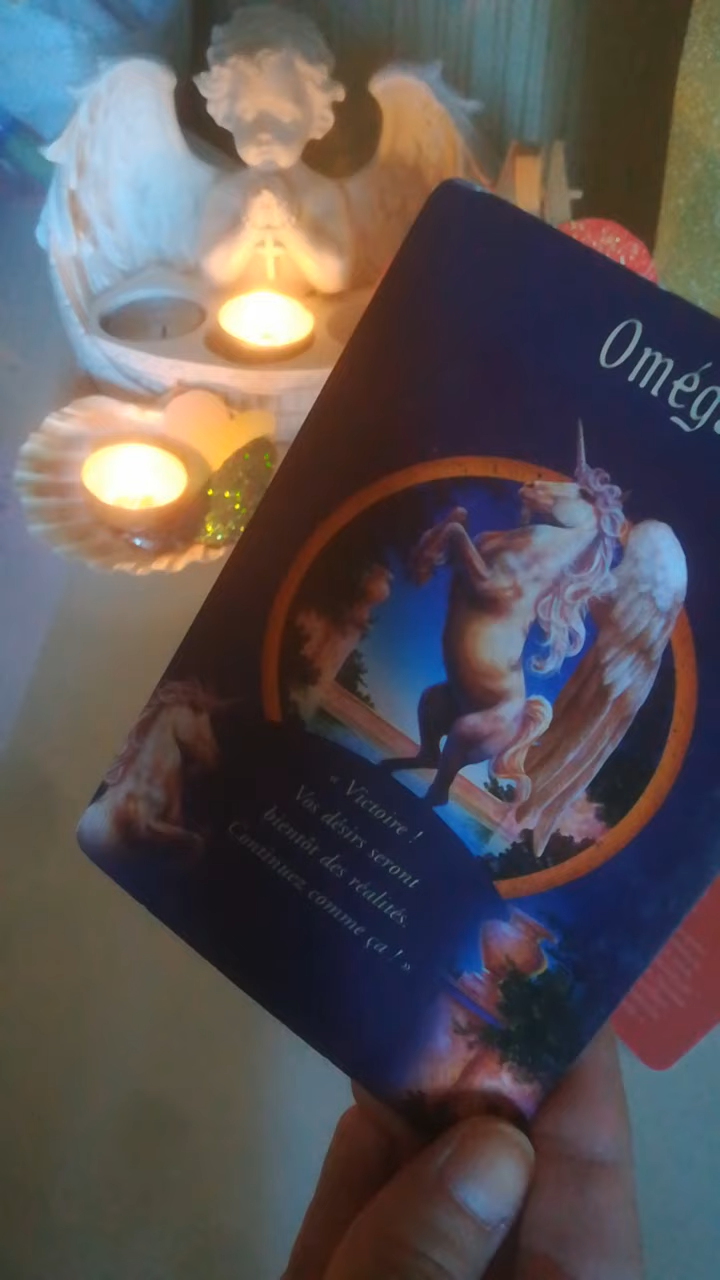 Oméga
« Victoire !
Vos désirs seront
bientôt des réalités.
Continuez comme ça ! »